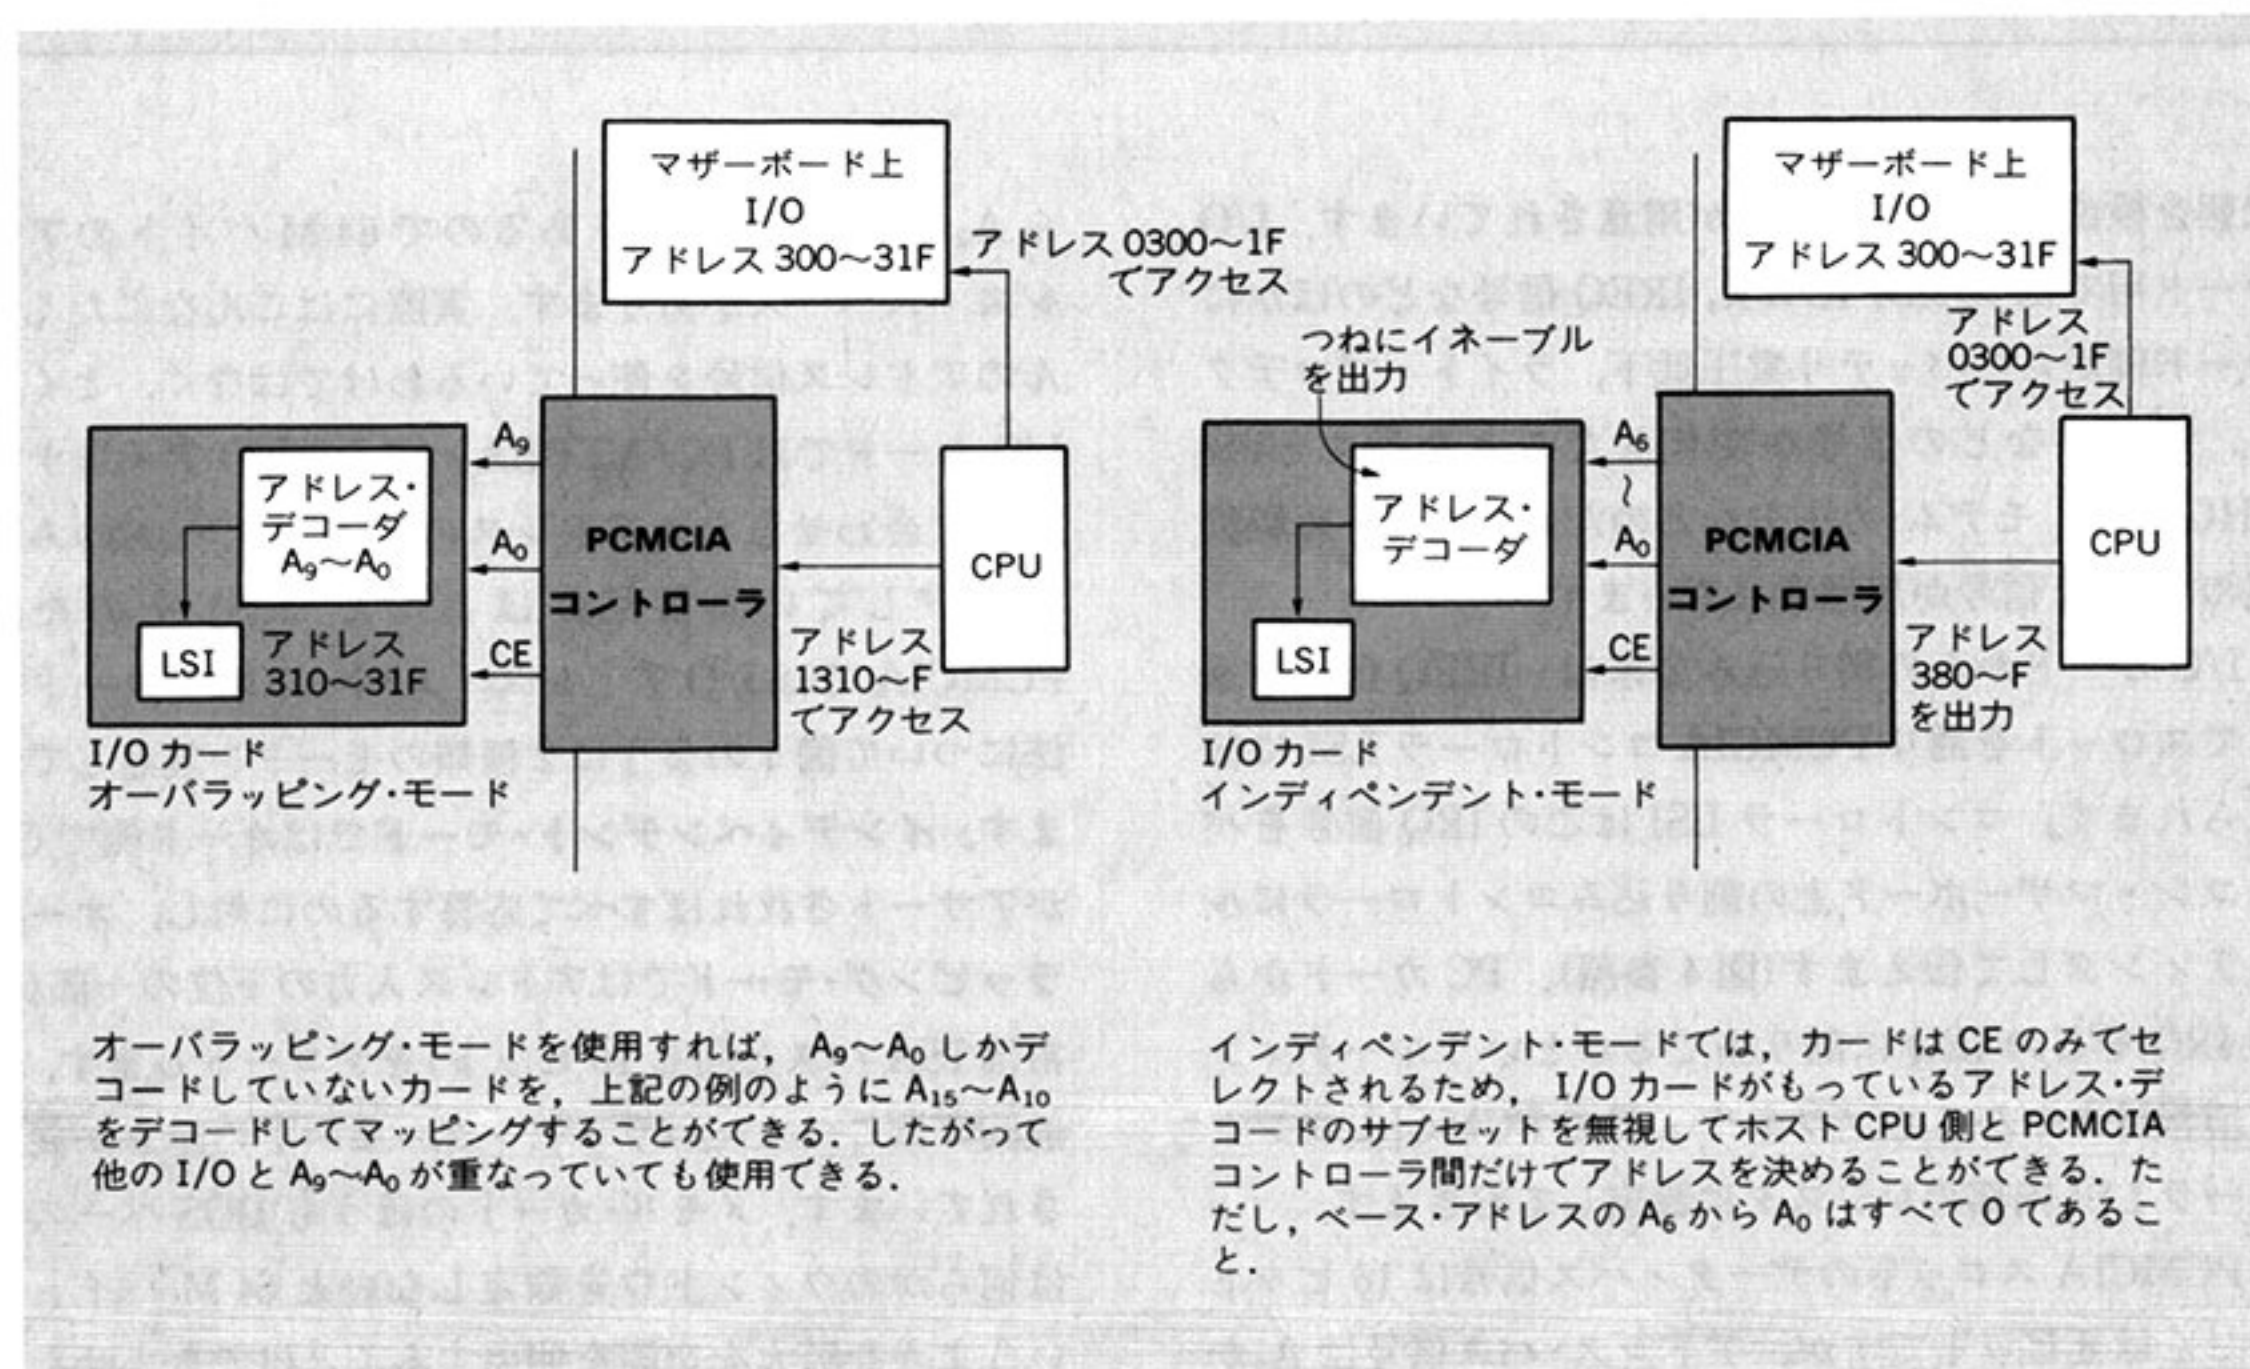 マザーボード上
I/O
アドレス 300〜31F
アドレス 0300〜1F
でアクセス
A₉
A₀
CE
アドレス・
デコーダ
A₉〜A₀
LSI
アドレス
310〜31F
PCMCIA
コントローラ
CPU
アドレス
1310〜F
でアクセス
I/O カード
オーバラッピング・モード
オーバラッピング・モードを使用すれば，A₉〜A₀ しかデ
コードしていないカードを，上記の例のように A₁₅〜A₁₀
をデコードしてマッピングすることができる．したがって
他の I/O と A₉〜A₀ が重なっていても使用できる．
マザーボード上
I/O
アドレス 300〜31F
アドレス
0300〜1F
でアクセス
つねにイネーブル
を出力
A₆
〜
A₀
CE
アドレス・
デコーダ
LSI
PCMCIA
コントローラ
CPU
アドレス
380〜F
を出力
I/O カード
インディペンデント・モード
インディペンデント・モードでは，カードは CE のみでセ
レクトされるため，I/O カードがもっているアドレス・デ
コードのサブセットを無視してホスト CPU 側と PCMCIA
コントローラ間だけでアドレスを決めることができる．た
だし，ベース・アドレスの A₆ から A₀ はすべて 0 であるこ
と．